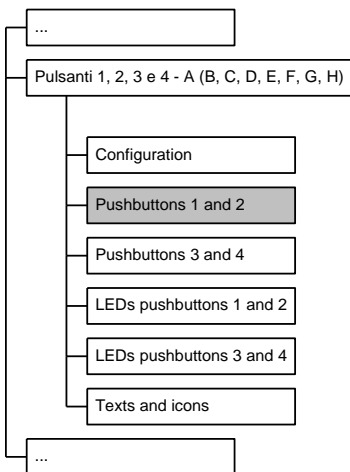 ...
Pulsanti 1, 2, 3 e 4 - A (B, C, D, E, F, G, H)
Configuration
Pushbuttons 1 and 2
Pushbuttons 3 and 4
LEDs pushbuttons 1 and 2
LEDs pushbuttons 3 and 4
Texts and icons
...